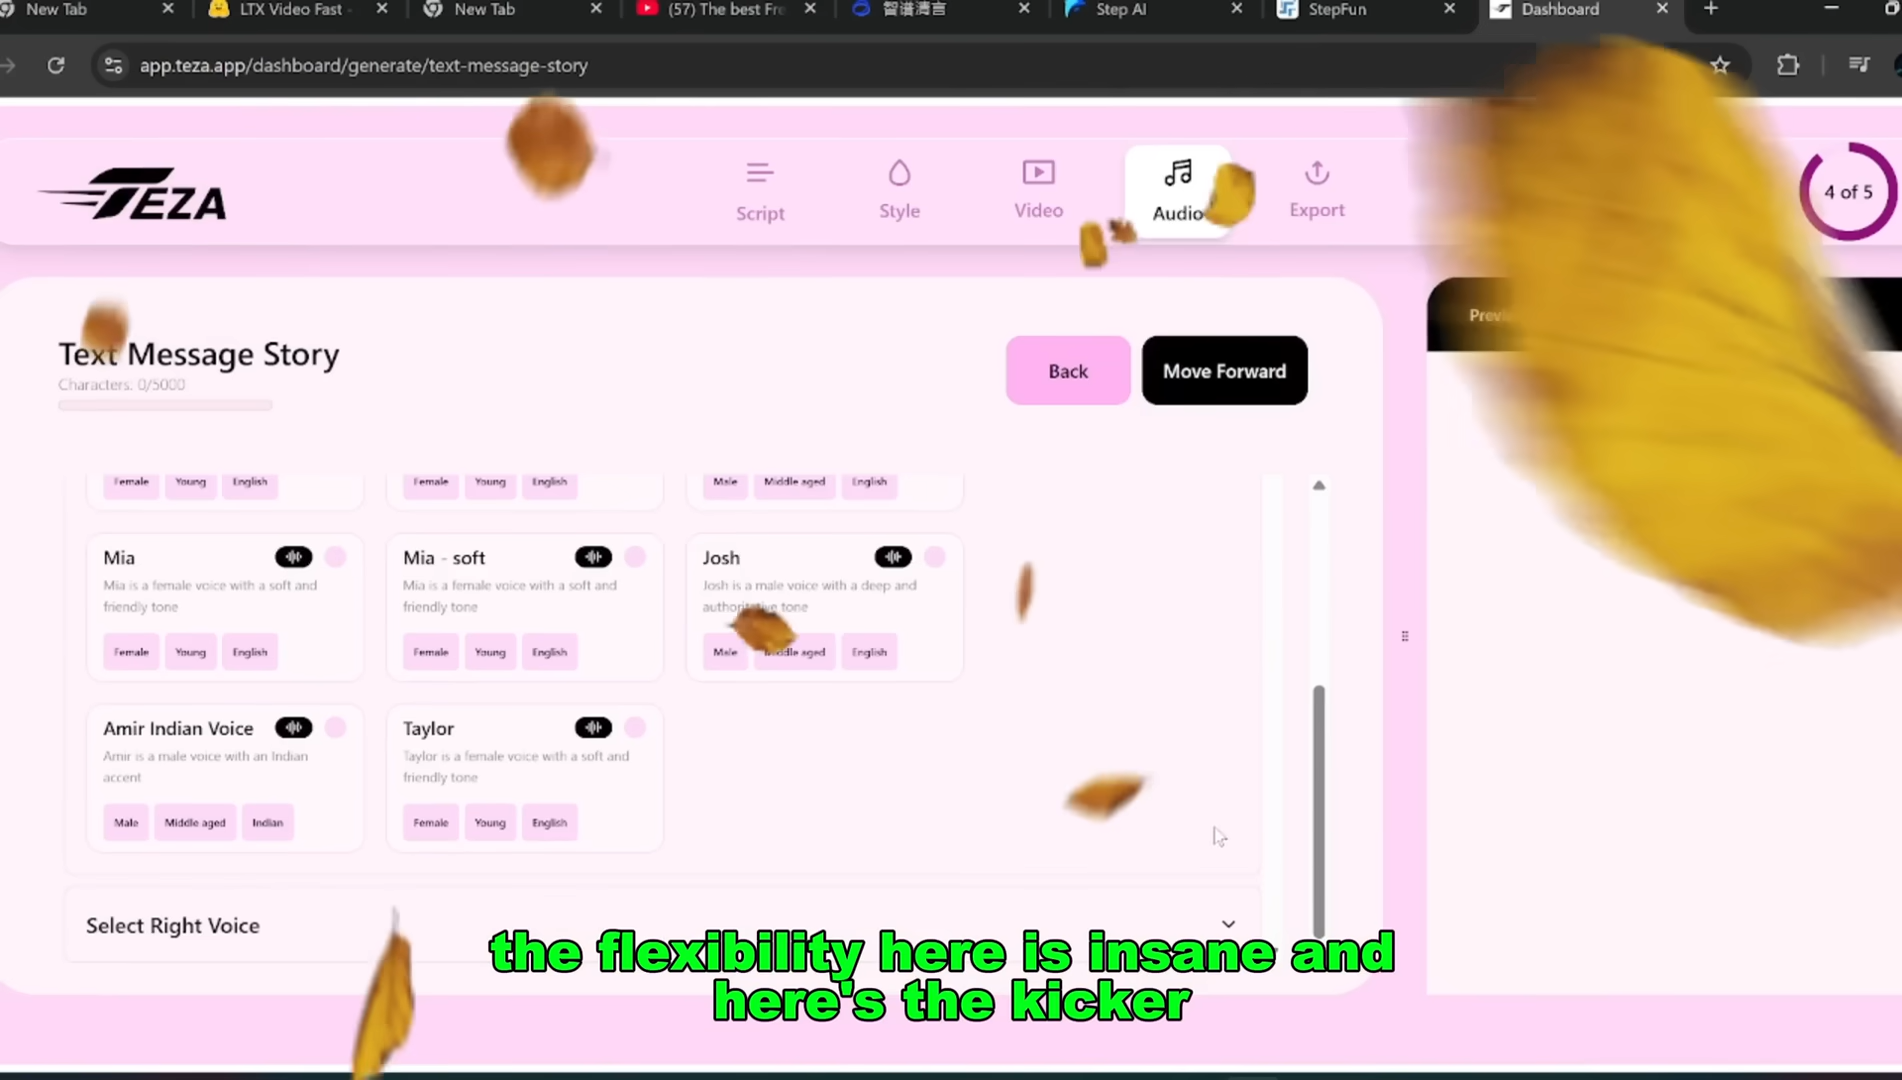 New Tab
LTX Video Fast -
New Tab
(57) The best Fre
智谱清言
Step AI
StepFun
Dashboard
app.teza.app/dashboard/generate/text-message-story
TEZA
Script
Style
Video
Audio
Export
4 of 5
Text Message Story
Characters: 0/5000
Back
Move Forward
Female Young English
Female Young English
Male Middle aged English
Mia
Mia is a female voice with a soft and
friendly tone
Female Young English
Mia - soft
Mia is a female voice with a soft and
friendly tone
Female Young English
Josh
Josh is a male voice with a deep and
authoritative tone
Male Middle aged English
Amir Indian Voice
Amir is a male voice with an Indian
accent
Male Middle aged Indian
Taylor
Taylor is a female voice with a soft and
friendly tone
Female Young English
Select Right Voice
the flexibility here is insane and
here's the kicker